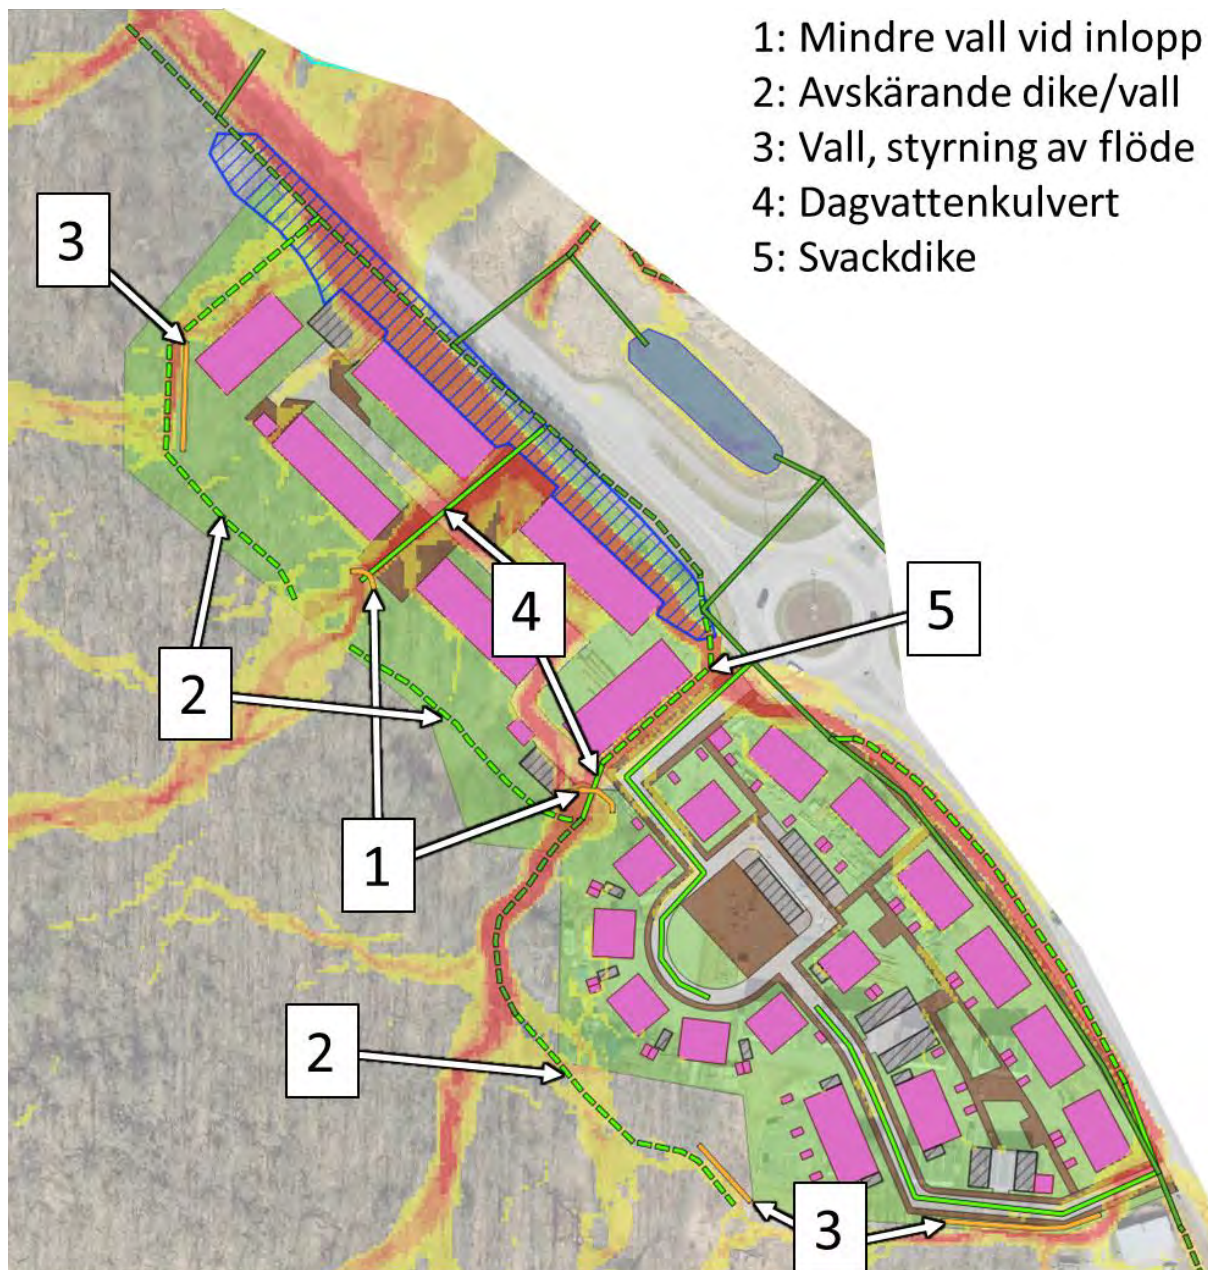 1: Mindre vall vid inlopp
2: Avskärande dike/vall
3: Vall, styrning av flöde
4: Dagvattenkulvert
5: Svackdike
3
4
5
2
1
2
3